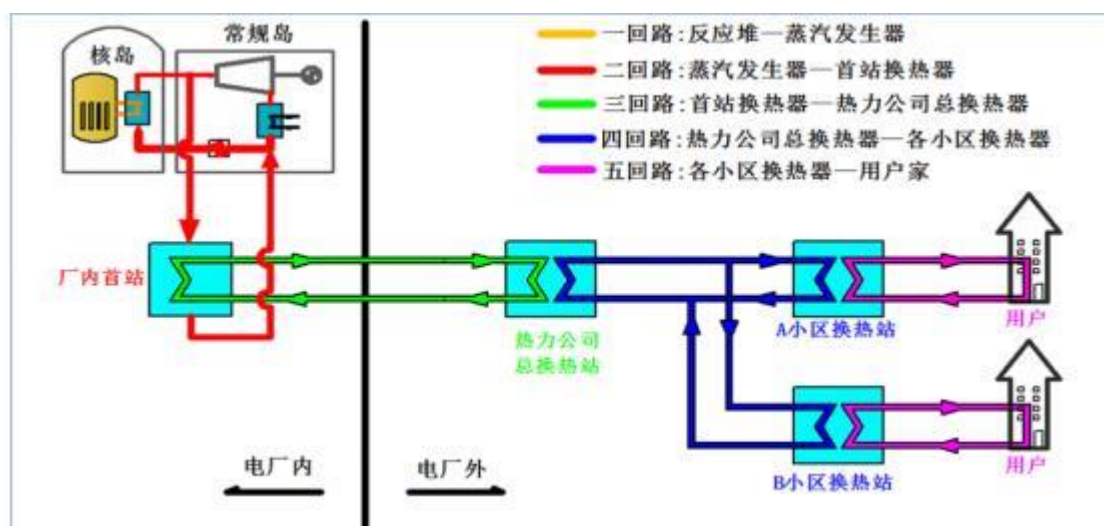 核岛
常规岛
一回路:反应堆—蒸汽发生器
二回路:蒸汽发生器—首站换热器
三回路:首站换热器—热力公司总换热器
四回路:热力公司总换热器—各小区换热器
五回路:各小区换热器—用户家
厂内首站
热力公司
总换热站
A小区换热站
用户
B小区换热站
用户
电厂内
电厂外